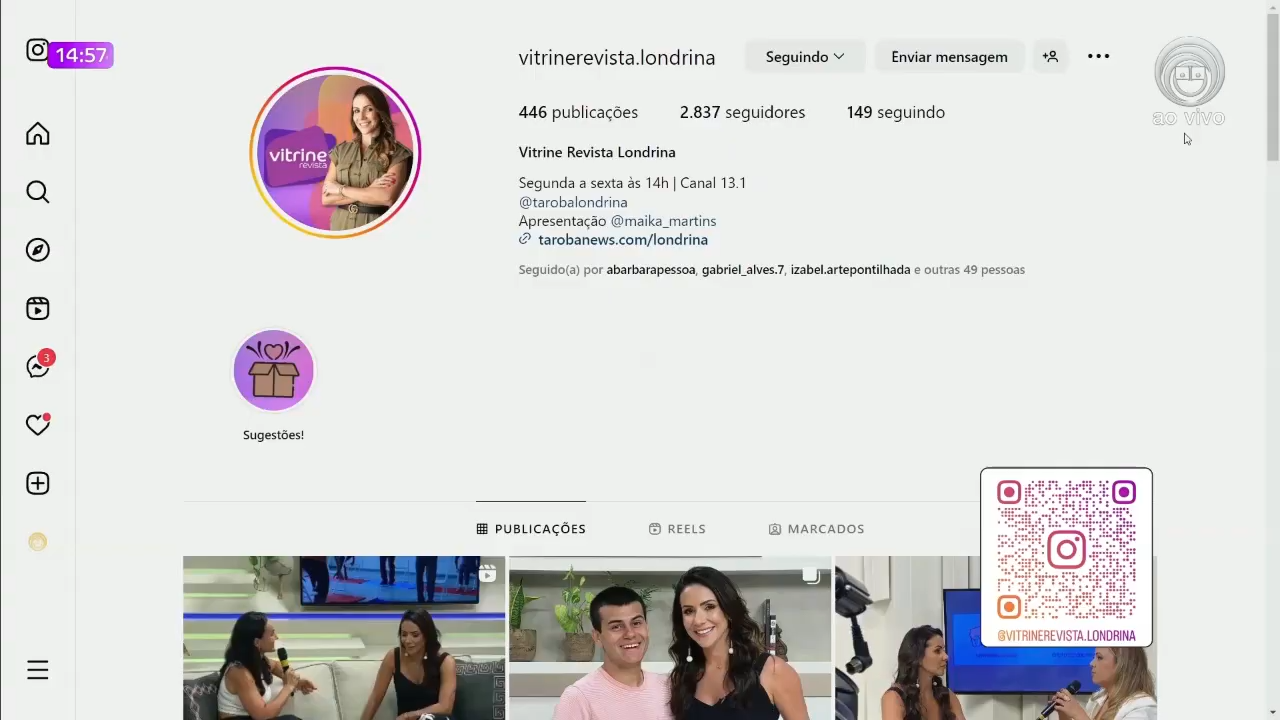 14:57
vitrinerevista.londrina
Seguindo
Enviar mensagem
ao vivo
446 publicações
2.837 seguidores
149 seguindo
vitrine
revista
Vitrine Revista Londrina
Segunda a sexta às 14h | Canal 13.1
@tarobalondrina
Apresentação @maika_martins
tarobanews.com/londrina
Seguido(a) por abarbarapessoa, gabriel_alves.7, izabel.artepontilhada e outras 49 pessoas
3
Sugestões!
PUBLICAÇÕES
REELS
MARCADOS
@VITRINEREVISTA.LONDRINA